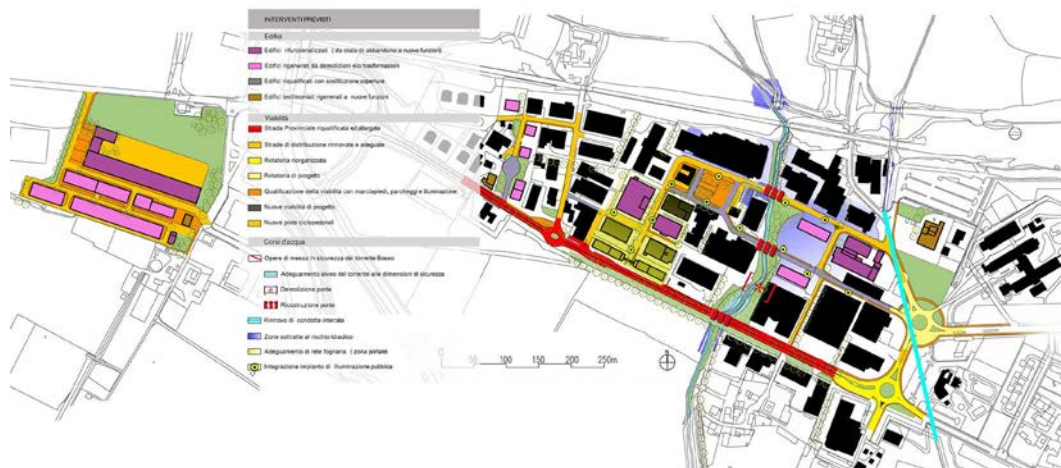 INTERVENTI PREVISTI
Edifici
Edifici rifunzionalizzati ( da stato di abbandono a nuove funzioni)
Edifici rigenerati da demolizioni e/o trasformazioni
Edifici riqualificati con sostituzione coperture
Edifici testimoniali rigenerati a nuove funzioni
Viabilità
Strada Provinciale riqualificata ed allargata
Strade di distribuzione rinnovate e adeguate
Rotatoria riorganizzata
Rotatoria di progetto
Qualificazione della viabilità con marciapiedi, parcheggi e illuminazione
Nuova viabilità di progetto
Nuove piste ciclopedonali
Corsi d'acqua
Opere di messa in sicurezza del torrente
Adeguamento alveo del torrente alle dimensioni di sicurezza
Demolizione ponte
Ricostruzione ponte
Rinnovo di condotta interrata
Zone sottratte al rischio idraulico
Adeguamento di rete fognaria ( zona portale)
Integrazione impianto di illuminazione pubblica
0 50 100 150 200 250m